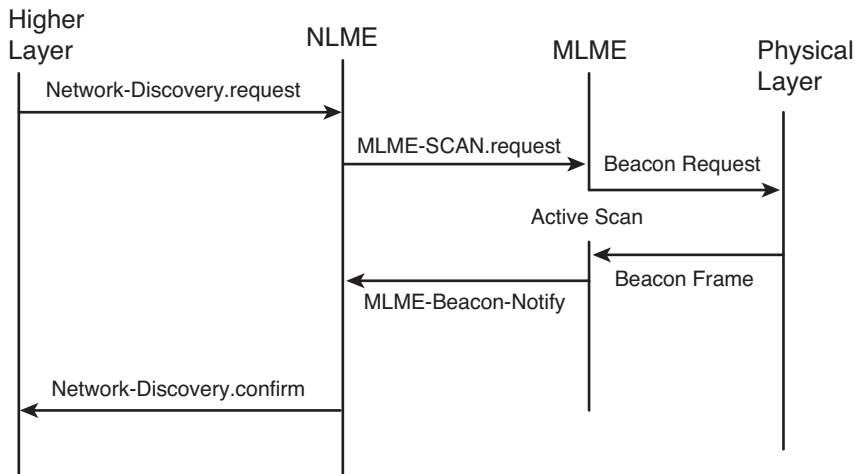 Higher
Layer
NLME
MLME
Physical
Layer
Network-Discovery.request
MLME-SCAN.request
Beacon Request
Active Scan
Beacon Frame
MLME-Beacon-Notify
Network-Discovery.confirm